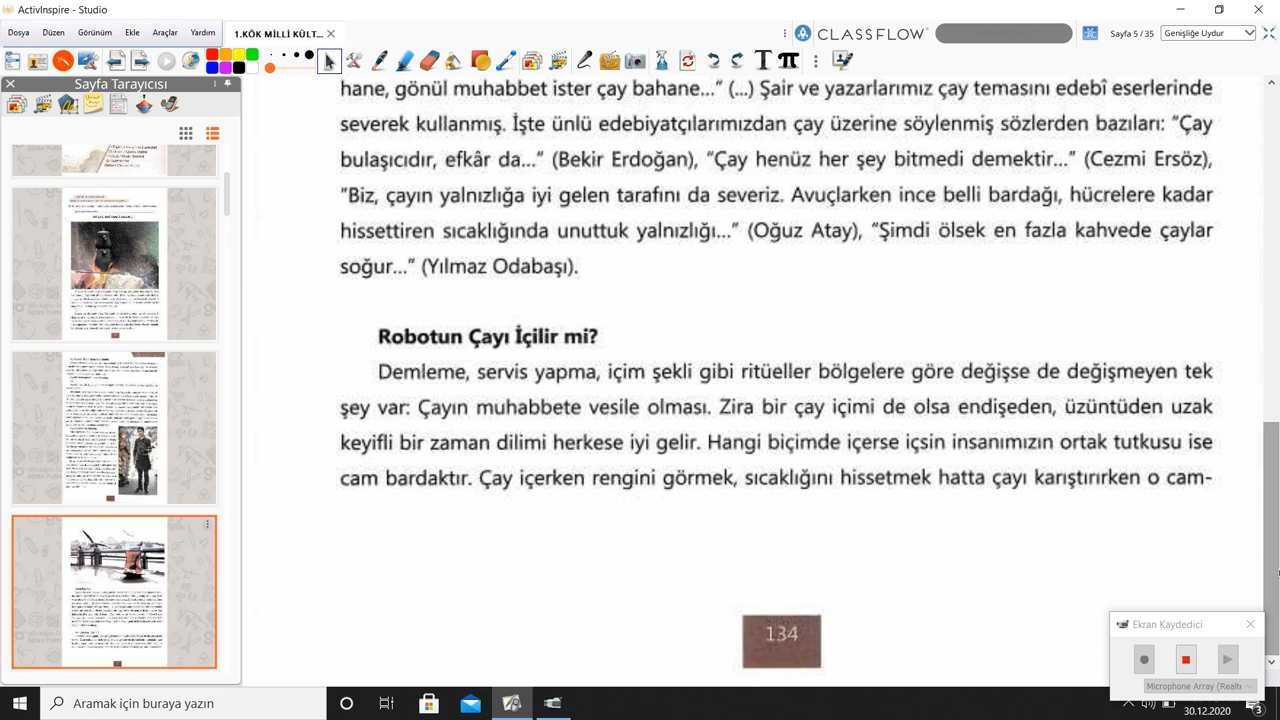 ActivInspire - Studio
Dosya Düzen Görünüm Ekle Araçlar Yardım
1.KÖK MİLLİ KÜLT...
CLASSFLOW
Sayfa 5 / 35
Genişliğe Uydur
Sayfa Tarayıcısı
hane, gönül muhabbet ister çay bahane...” (...) Şair ve yazarlarımız çay temasını edebî eserlerinde
severek kullanmış. İşte ünlü edebiyatçılarımızdan çay üzerine söylenmiş sözlerden bazıları: “Çay
bulaşıcıdır, efkâr da...” (Bekir Erdoğan), “Çay henüz her şey bitmedi demektir...” (Cezmi Ersöz),
“Biz, çayın yalnızlığa iyi gelen tarafını da severiz. Avuçlarken ince belli bardağı, hücrelere kadar
hissettiren sıcaklığında unuttuk yalnızlığı...” (Oğuz Atay), “Şimdi ölsek en fazla kahvede çaylar
soğur...” (Yılmaz Odabaşı).
Robotun Çayı İçilir mi?
Demleme, servis yapma, içim şekli gibi ritüeller bölgelere göre değişse de değişmeyen tek
şey var: Çayın muhabbete vesile olması. Zira bir çay içimi de olsa endişeden, üzüntüden uzak
keyifli bir zaman dilimi herkese iyi gelir. Hangi biçimde içerse içsin insanımızın ortak tutkusu ise
cam bardaktır. Çay içerken rengini görmek, sıcaklığını hissetmek hatta çayı karıştırırken o cam-
134
Ekran Kaydedici
Microphone Array (Realte
Aramak için buraya yazın
30.12.2020
3